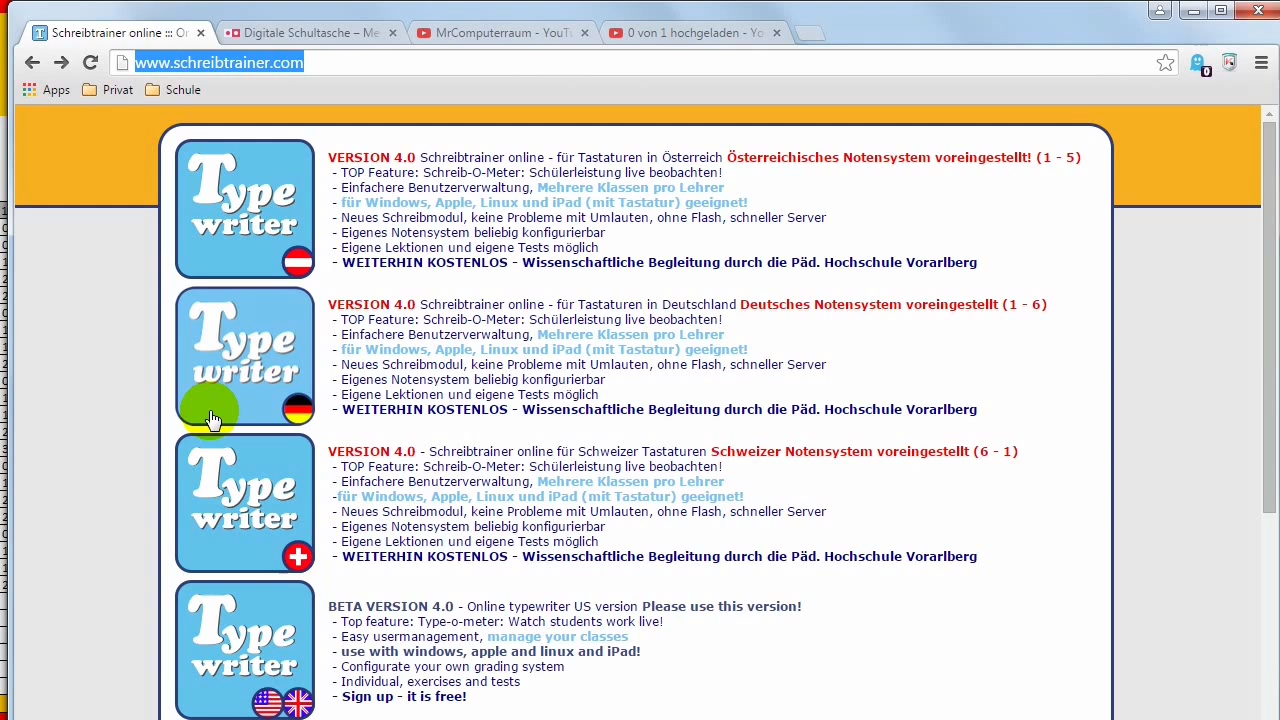 Schreibtrainer online ::: Or
Digitale Schultasche – Me
MrComputerraum - YouTu
0 von 1 hochgeladen - Yo
www.schreibtrainer.com
0
Apps
Privat
Schule
Type
writer
VERSION 4.0 Schreibtrainer online - für Tastaturen in Österreich Österreichisches Notensystem voreingestellt! (1 - 5)
- TOP Feature: Schreib-O-Meter: Schülerleistung live beobachten!
- Einfachere Benutzerverwaltung, Mehrere Klassen pro Lehrer
- für Windows, Apple, Linux und iPad (mit Tastatur) geeignet!
- Neues Schreibmodul, keine Probleme mit Umlauten, ohne Flash, schneller Server
- Eigenes Notensystem beliebig konfigurierbar
- Eigene Lektionen und eigene Tests möglich
- WEITERHIN KOSTENLOS - Wissenschaftliche Begleitung durch die Päd. Hochschule Vorarlberg
Type
writer
VERSION 4.0 Schreibtrainer online - für Tastaturen in Deutschland Deutsches Notensystem voreingestellt (1 - 6)
- TOP Feature: Schreib-O-Meter: Schülerleistung live beobachten!
- Einfachere Benutzerverwaltung, Mehrere Klassen pro Lehrer
- für Windows, Apple, Linux und iPad (mit Tastatur) geeignet!
- Neues Schreibmodul, keine Probleme mit Umlauten, ohne Flash, schneller Server
- Eigenes Notensystem beliebig konfigurierbar
- Eigene Lektionen und eigene Tests möglich
- WEITERHIN KOSTENLOS - Wissenschaftliche Begleitung durch die Päd. Hochschule Vorarlberg
Type
writer
VERSION 4.0 - Schreibtrainer online für Schweizer Tastaturen Schweizer Notensystem voreingestellt (6 - 1)
- TOP Feature: Schreib-O-Meter: Schülerleistung live beobachten!
- Einfachere Benutzerverwaltung, Mehrere Klassen pro Lehrer
-für Windows, Apple, Linux und iPad (mit Tastatur) geeignet!
- Neues Schreibmodul, keine Probleme mit Umlauten, ohne Flash, schneller Server
- Eigenes Notensystem beliebig konfigurierbar
- Eigene Lektionen und eigene Tests möglich
- WEITERHIN KOSTENLOS - Wissenschaftliche Begleitung durch die Päd. Hochschule Vorarlberg
Type
writer
BETA VERSION 4.0 - Online typewriter US version Please use this version!
- Top feature: Type-o-meter: Watch students work live!
- Easy usermanagement, manage your classes
- use with windows, apple and linux and iPad!
- Configurate your own grading system
- Individual, exercises and tests
- Sign up - it is free!